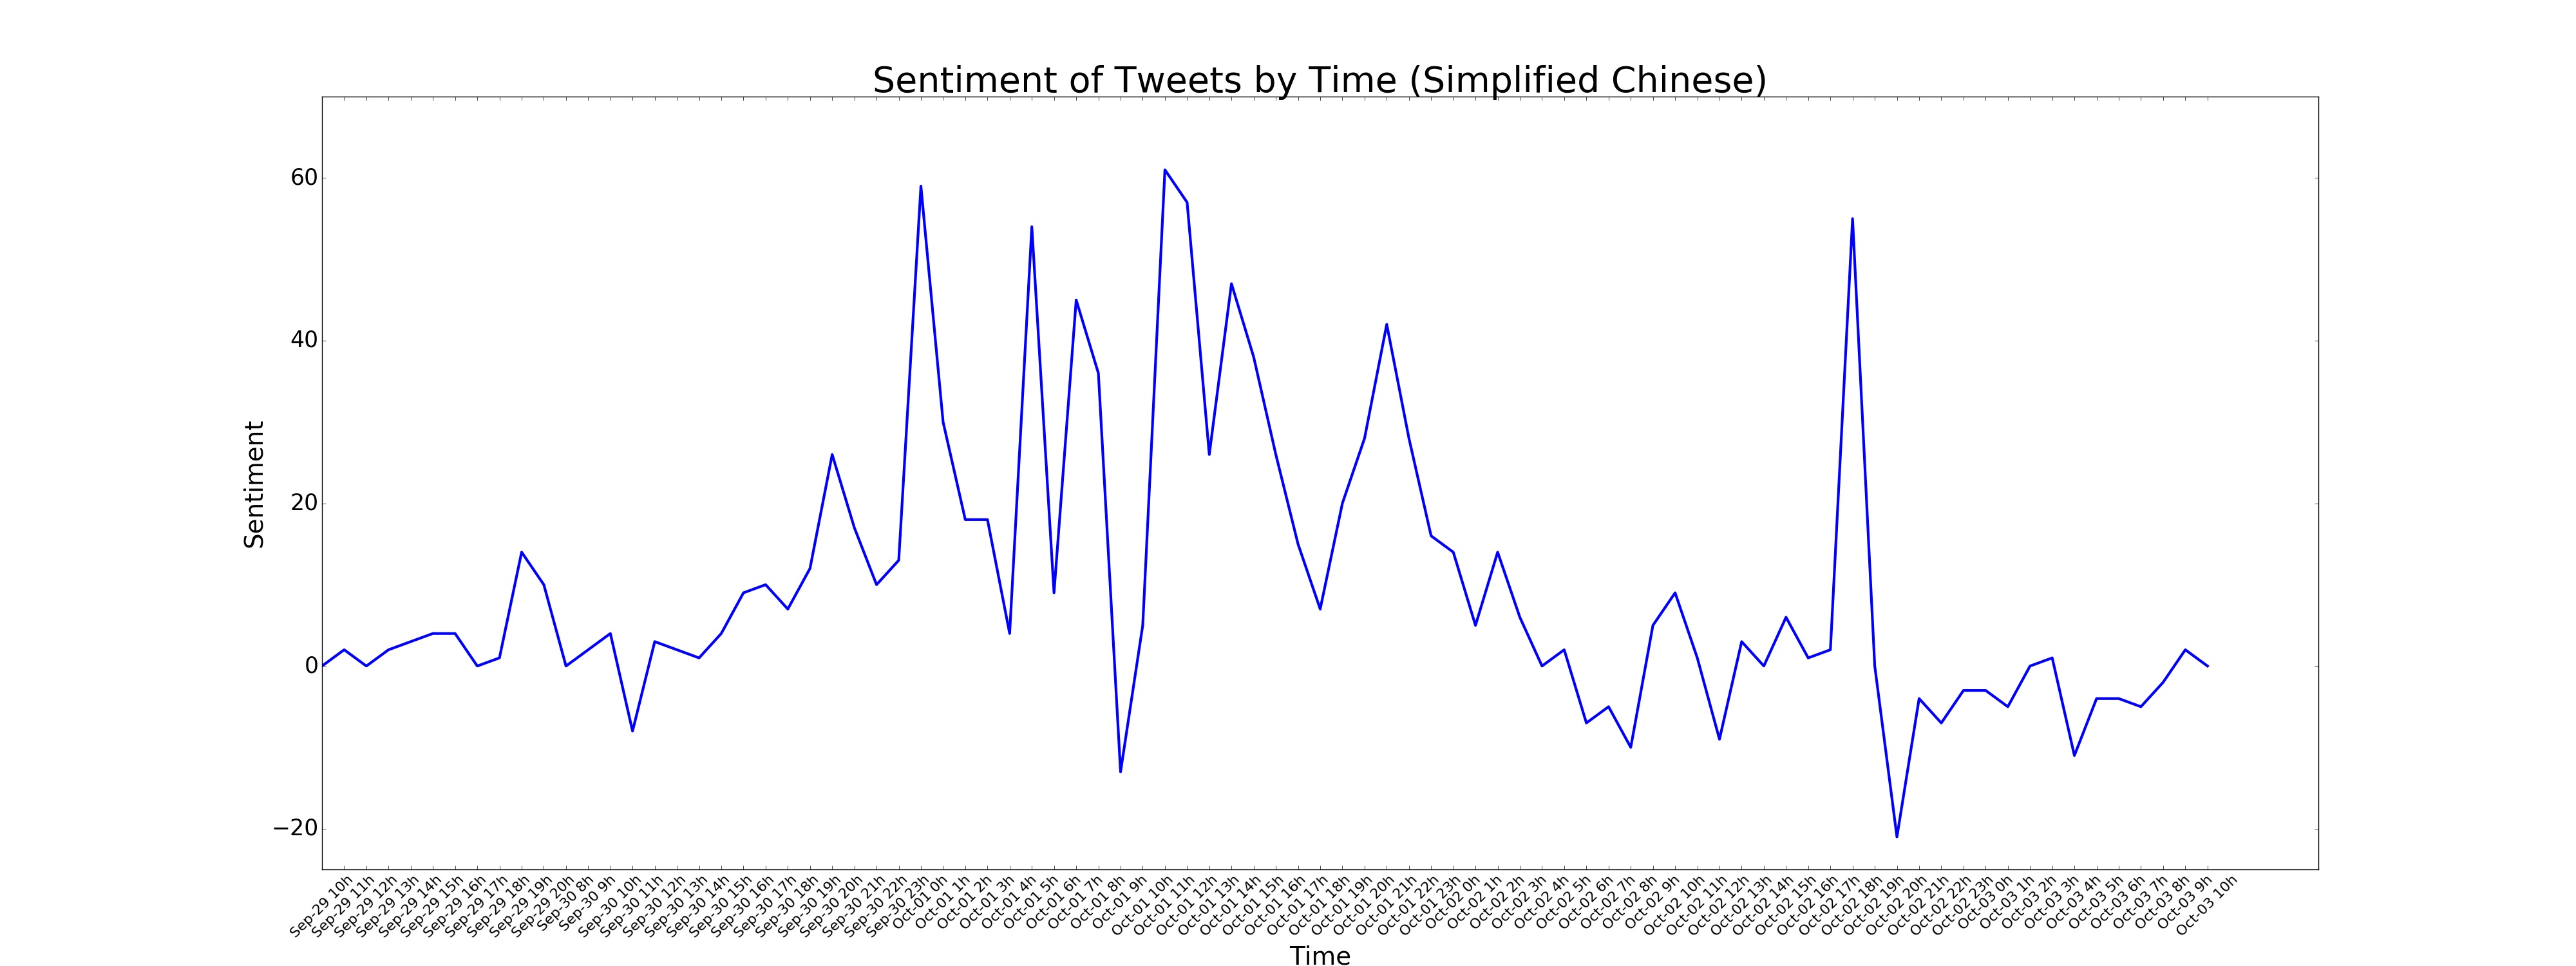 Sentiment of Tweets by Time (Simplified Chinese)
60
40
20
0
−20
Sentiment
Sep-29 10h
Sep-29 11h
Sep-29 12h
Sep-29 13h
Sep-29 14h
Sep-29 15h
Sep-29 16h
Sep-29 17h
Sep-29 18h
Sep-29 19h
Sep-29 20h
Sep-30 8h
Sep-30 9h
Sep-30 10h
Sep-30 11h
Sep-30 12h
Sep-30 13h
Sep-30 14h
Sep-30 15h
Sep-30 16h
Sep-30 17h
Sep-30 18h
Sep-30 19h
Sep-30 20h
Sep-30 21h
Sep-30 22h
Sep-30 23h
Oct-01 0h
Oct-01 1h
Oct-01 2h
Oct-01 3h
Oct-01 4h
Oct-01 5h
Oct-01 6h
Oct-01 7h
Oct-01 8h
Oct-01 9h
Oct-01 10h
Oct-01 11h
Oct-01 12h
Oct-01 13h
Oct-01 14h
Oct-01 15h
Oct-01 16h
Oct-01 17h
Oct-01 18h
Oct-01 19h
Oct-01 20h
Oct-01 21h
Oct-01 22h
Oct-01 23h
Oct-02 0h
Oct-02 1h
Oct-02 2h
Oct-02 3h
Oct-02 4h
Oct-02 5h
Oct-02 6h
Oct-02 7h
Oct-02 8h
Oct-02 9h
Oct-02 10h
Oct-02 11h
Oct-02 12h
Oct-02 13h
Oct-02 14h
Oct-02 15h
Oct-02 16h
Oct-02 17h
Oct-02 18h
Oct-02 19h
Oct-02 20h
Oct-02 21h
Oct-02 22h
Oct-02 23h
Oct-03 0h
Oct-03 1h
Oct-03 2h
Oct-03 3h
Oct-03 4h
Oct-03 5h
Oct-03 6h
Oct-03 7h
Oct-03 8h
Oct-03 9h
Oct-03 10h
Time